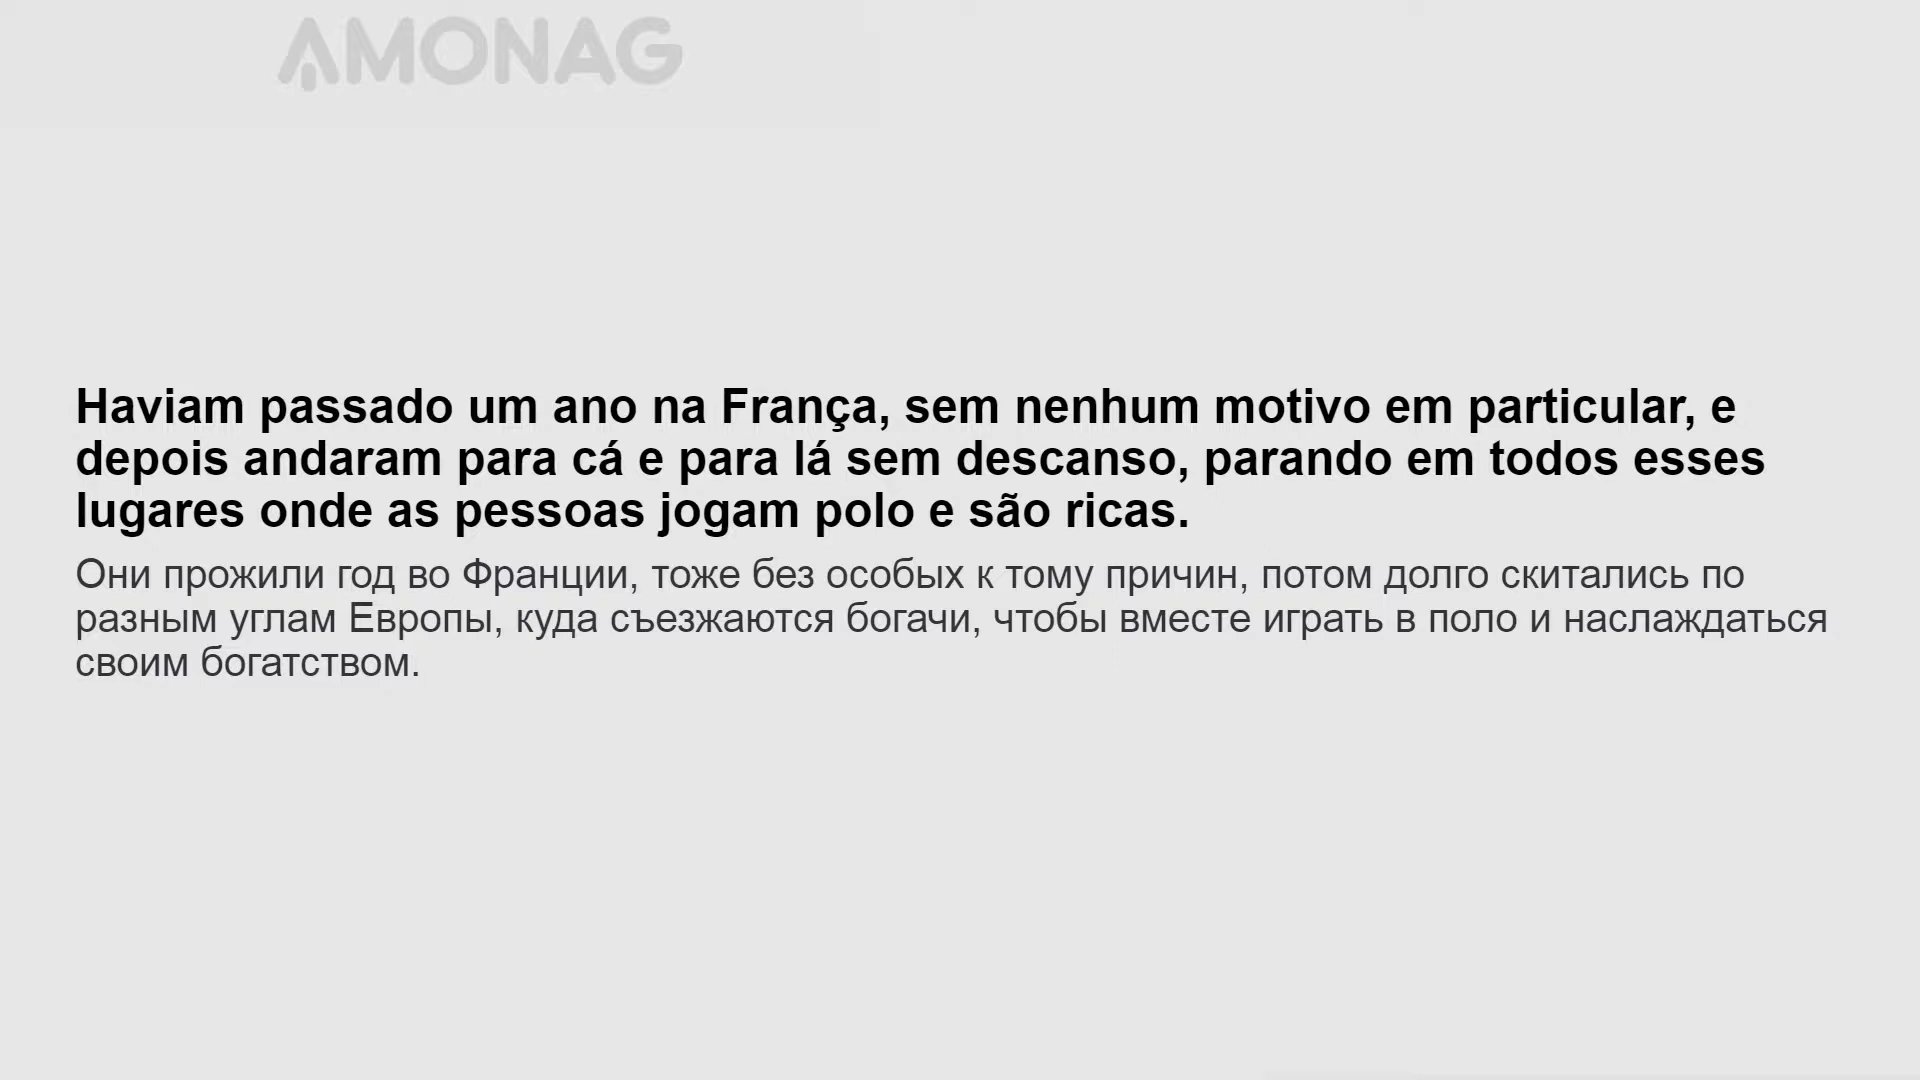 AMONAG
Haviam passado um ano na França, sem nenhum motivo em particular, e
depois andaram para cá e para lá sem descanso, parando em todos esses
lugares onde as pessoas jogam polo e são ricas.
Они прожили год во Франции, тоже без особых к тому причин, потом долго скитались по
разным углам Европы, куда съезжаются богачи, чтобы вместе играть в поло и наслаждаться
своим богатством.